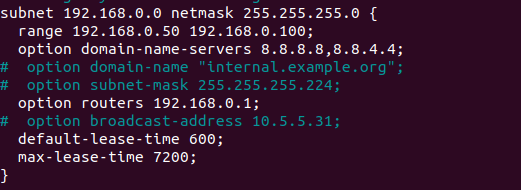 subnet 192.168.0.0 netmask 255.255.255.0 {
  range 192.168.0.50 192.168.0.100;
  option domain-name-servers 8.8.8.8,8.8.4.4;
#  option domain-name "internal.example.org";
#  option subnet-mask 255.255.255.224;
  option routers 192.168.0.1;
#  option broadcast-address 10.5.5.31;
  default-lease-time 600;
  max-lease-time 7200;
}